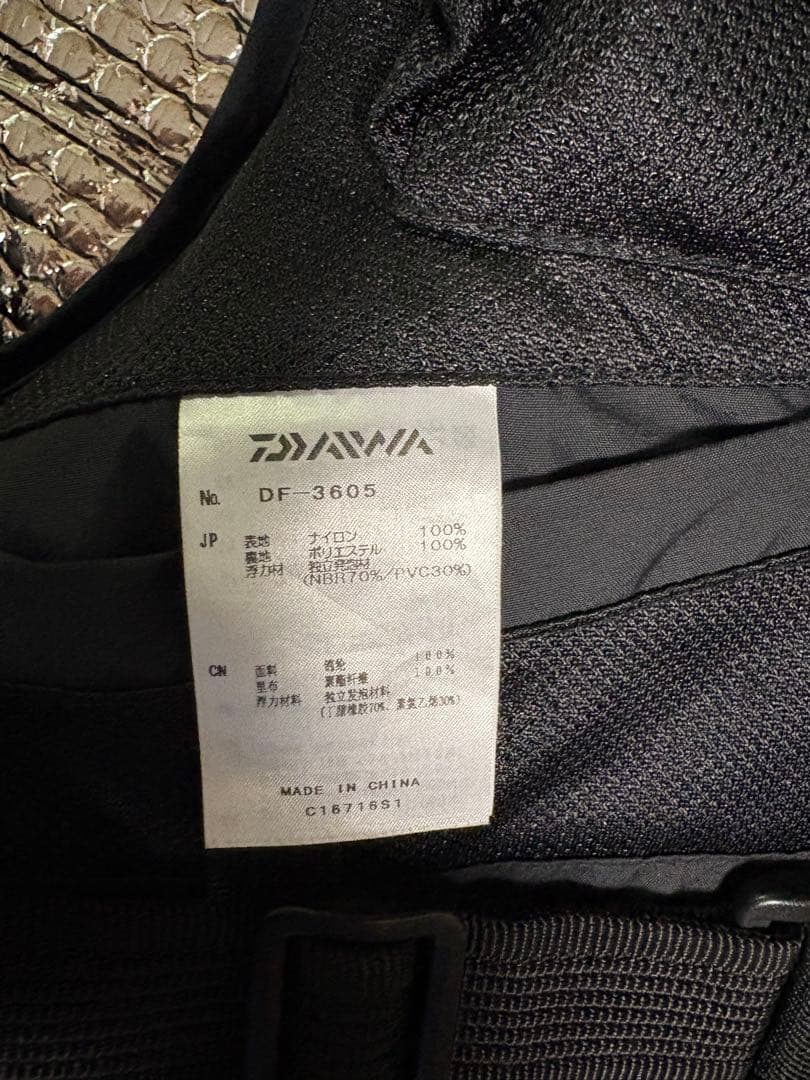 DAIWA
No. DF-3605
JP 表地 ナイロン 100%
裏地 ポリエステル 100%
浮力材 独立発泡材
(NBR70%/PVC30%)
CN 面料 锦纶 100%
里布 聚酯纤维 100%
浮力材料 独立发泡材料
(丁腈橡胶70%、聚氯乙烯30%)
MADE IN CHINA
C16716S1